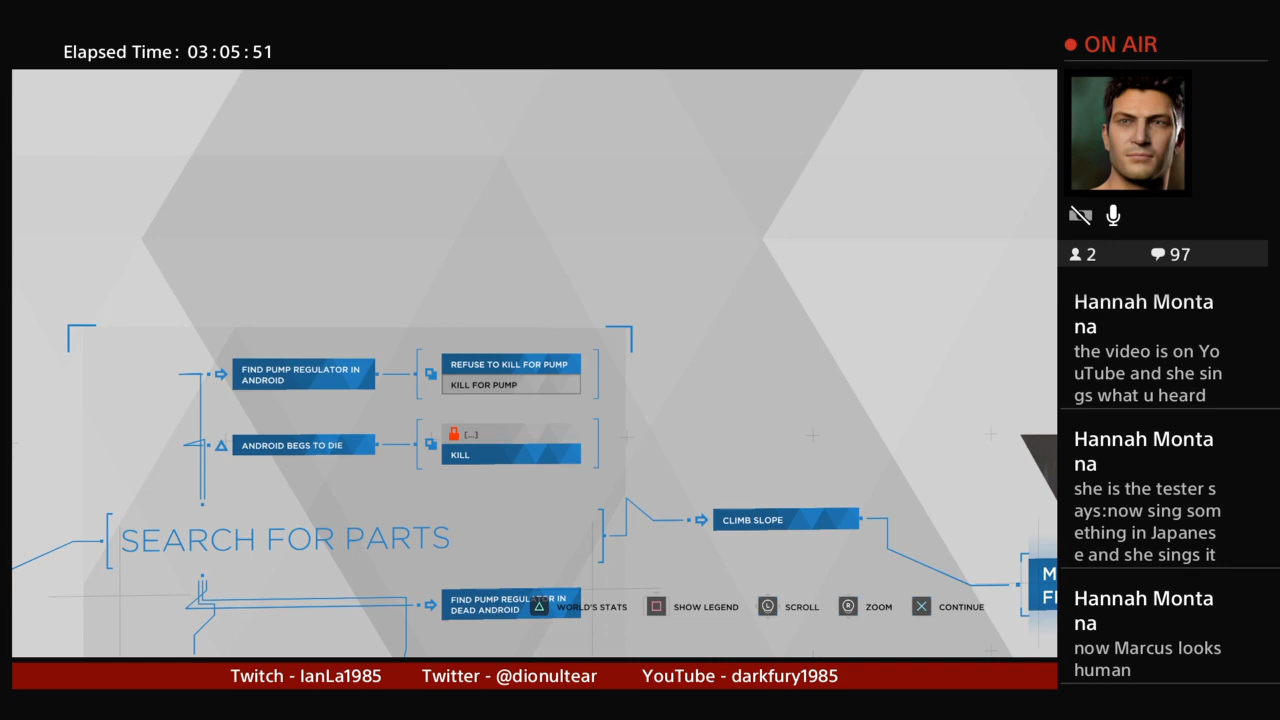 Elapsed Time: 03:05:51
ON AIR
2
97
Hannah Monta
na
the video is on Yo
uTube and she sin
gs what u heard
Hannah Monta
na
she is the tester s
ays:now sing som
ething in Japanes
e and she sings it
Hannah Monta
na
now Marcus looks
human
FIND PUMP REGULATOR IN
ANDROID
REFUSE TO KILL FOR PUMP
KILL FOR PUMP
ANDROID BEGS TO DIE
[...]
KILL
SEARCH FOR PARTS
CLIMB SLOPE
FIND PUMP REGULATOR IN
DEAD ANDROID
M
F
WORLD'S STATS
SHOW LEGEND
L
SCROLL
R
ZOOM
CONTINUE
Twitch - IanLa1985
Twitter - @dionultear
YouTube - darkfury1985